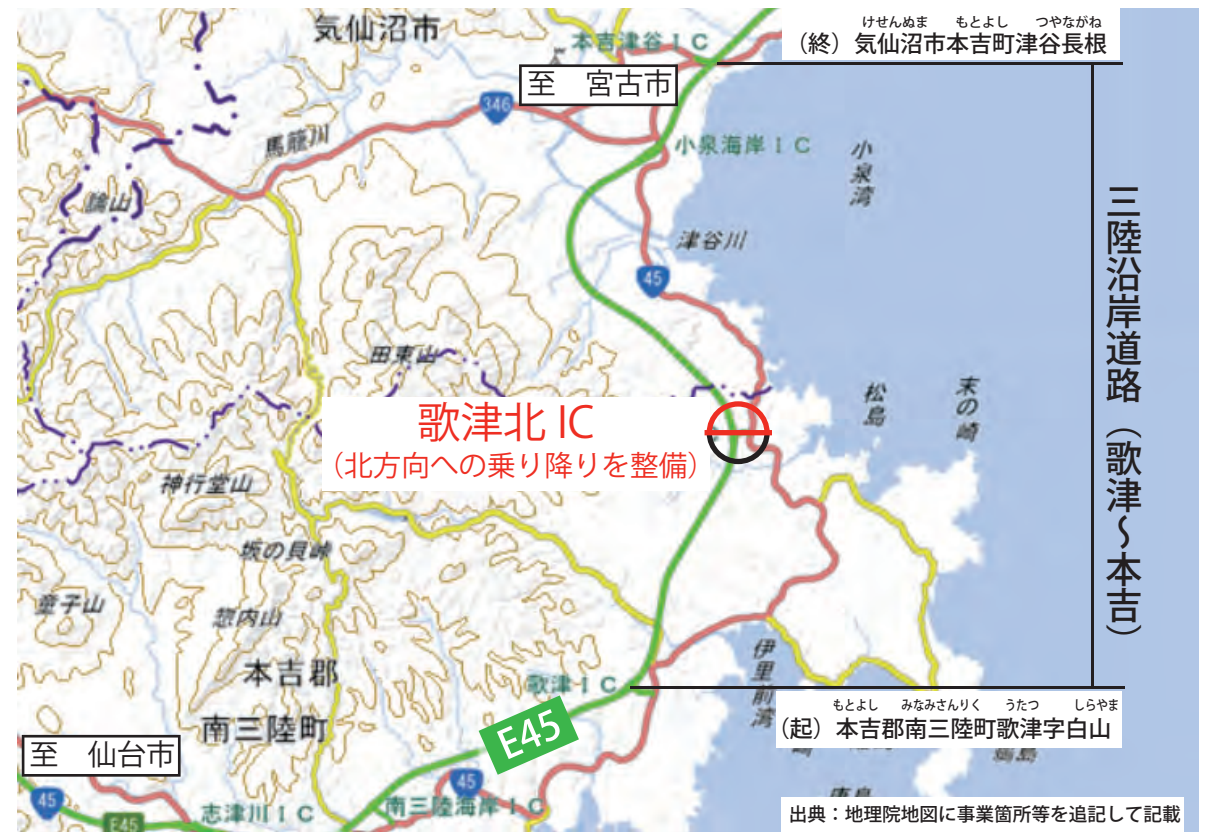 気仙沼市
本吉津谷IC
けせんぬま もとよし つやながね
(終) 気仙沼市本吉町津谷長根
至 宮古市
346
馬籠川
小泉海岸IC
小泉湾
津谷川
45
田束山
歌津北 IC
(北方向への乗り降りを整備)
松島
末の崎
三陸沿岸道路(歌津~本吉)
神行堂山
坂の貝峠
童子山
惣内山
本吉郡
南三陸町
歌津IC
伊里前湾
もとよし みなみさんりく うたつ しらやま
(起) 本吉郡南三陸町歌津字白山
E45
至 仙台市
45
E45
志津川IC
45
南三陸海岸IC
出典:地理院地図に事業箇所等を追記して記載